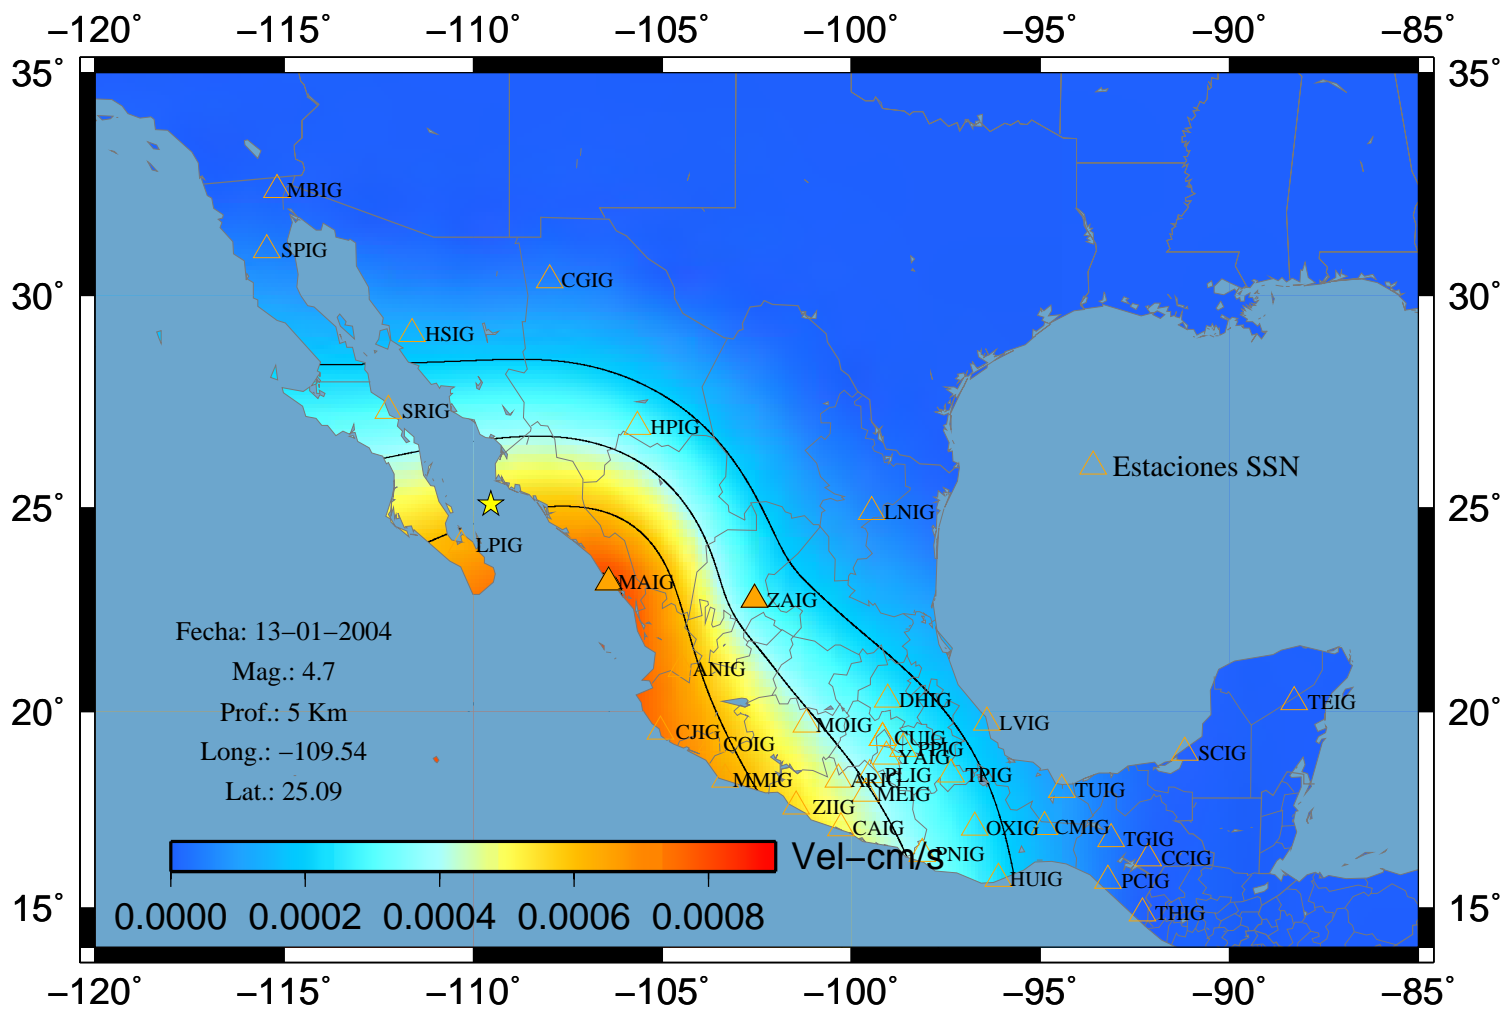 −120° −115° −110° −105° −100° −95° −90° −85°
35° 35°
MBIG
SPIG
CGIG
30° 30°
HSIG
SRIG
HPIG
Estaciones SSN
25° LNIG 25°
LPIG
MAIG
ZAIG
Fecha: 13−01−2004
Mag.: 4.7
ANIG
Prof.: 5 Km
DHIG
TEIG
20° 20°
MOIG
LVIG
CJIG
CUIG
COIG
PPIG
Long.: −109.54
SCIG
YAIG
PLIG
TPIG
MMIG
ARIG
Lat.: 25.09
TUIG
MEIG
ZIIG
CAIG
OXIG
CMIG
TGIG
Vel−cm/s
PNIG
CCIG
HUIG
PCIG
15° 15°
THIG
0.0000 0.0002 0.0004 0.0006 0.0008
−120° −115° −110° −105° −100° −95° −90° −85°